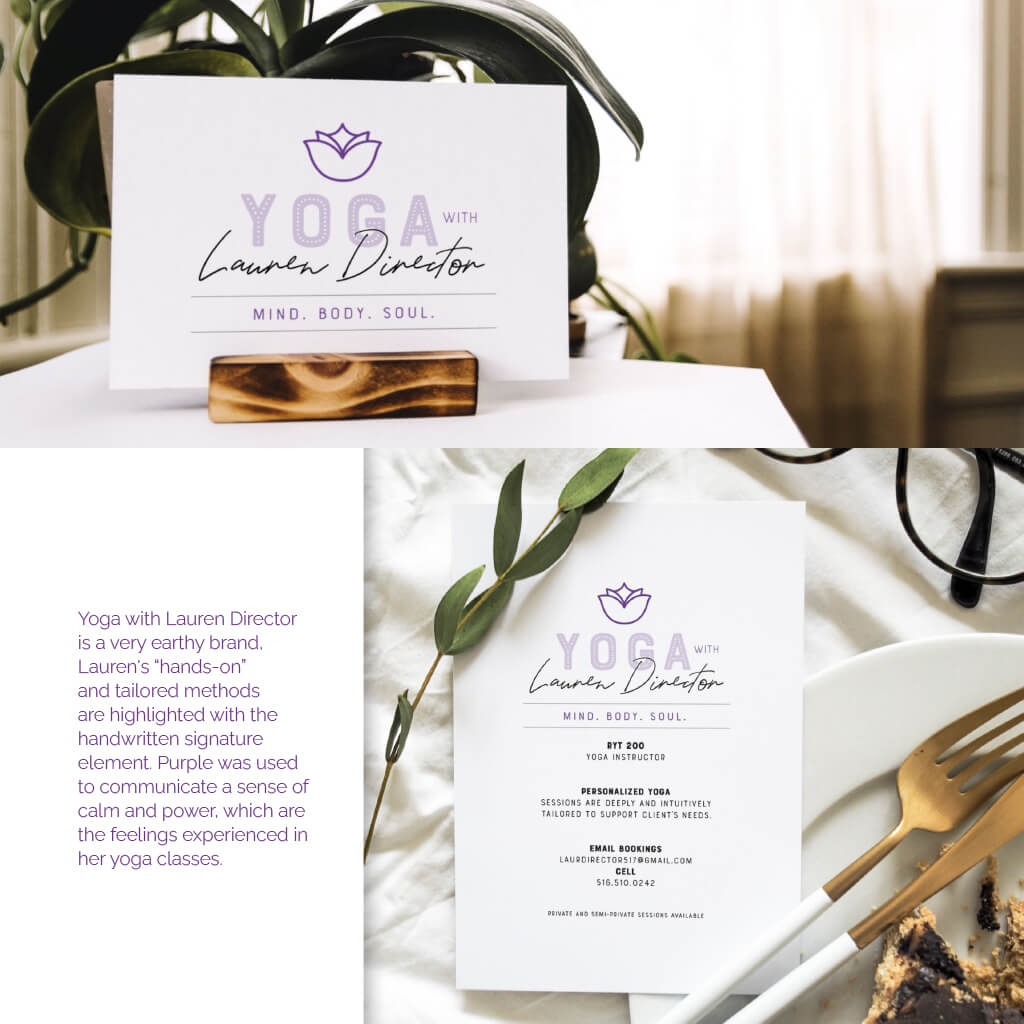 YOGA WITH
Lauren Director
MIND. BODY. SOUL.
Yoga with Lauren Director
is a very earthy brand,
Lauren's “hands-on”
and tailored methods
are highlighted with the
handwritten signature
element. Purple was used
to communicate a sense of
calm and power, which are
the feelings experienced in
her yoga classes.
YOGA WITH
Lauren Director
MIND. BODY. SOUL.
RYT 200
YOGA INSTRUCTOR
PERSONALIZED YOGA
SESSIONS ARE DEEPLY AND INTUITIVELY
TAILORED TO SUPPORT CLIENT'S NEEDS.
EMAIL BOOKINGS
LAURDIRECTOR517@GMAIL.COM
CELL
516.510.0242
PRIVATE AND SEMI-PRIVATE SESSIONS AVAILABLE